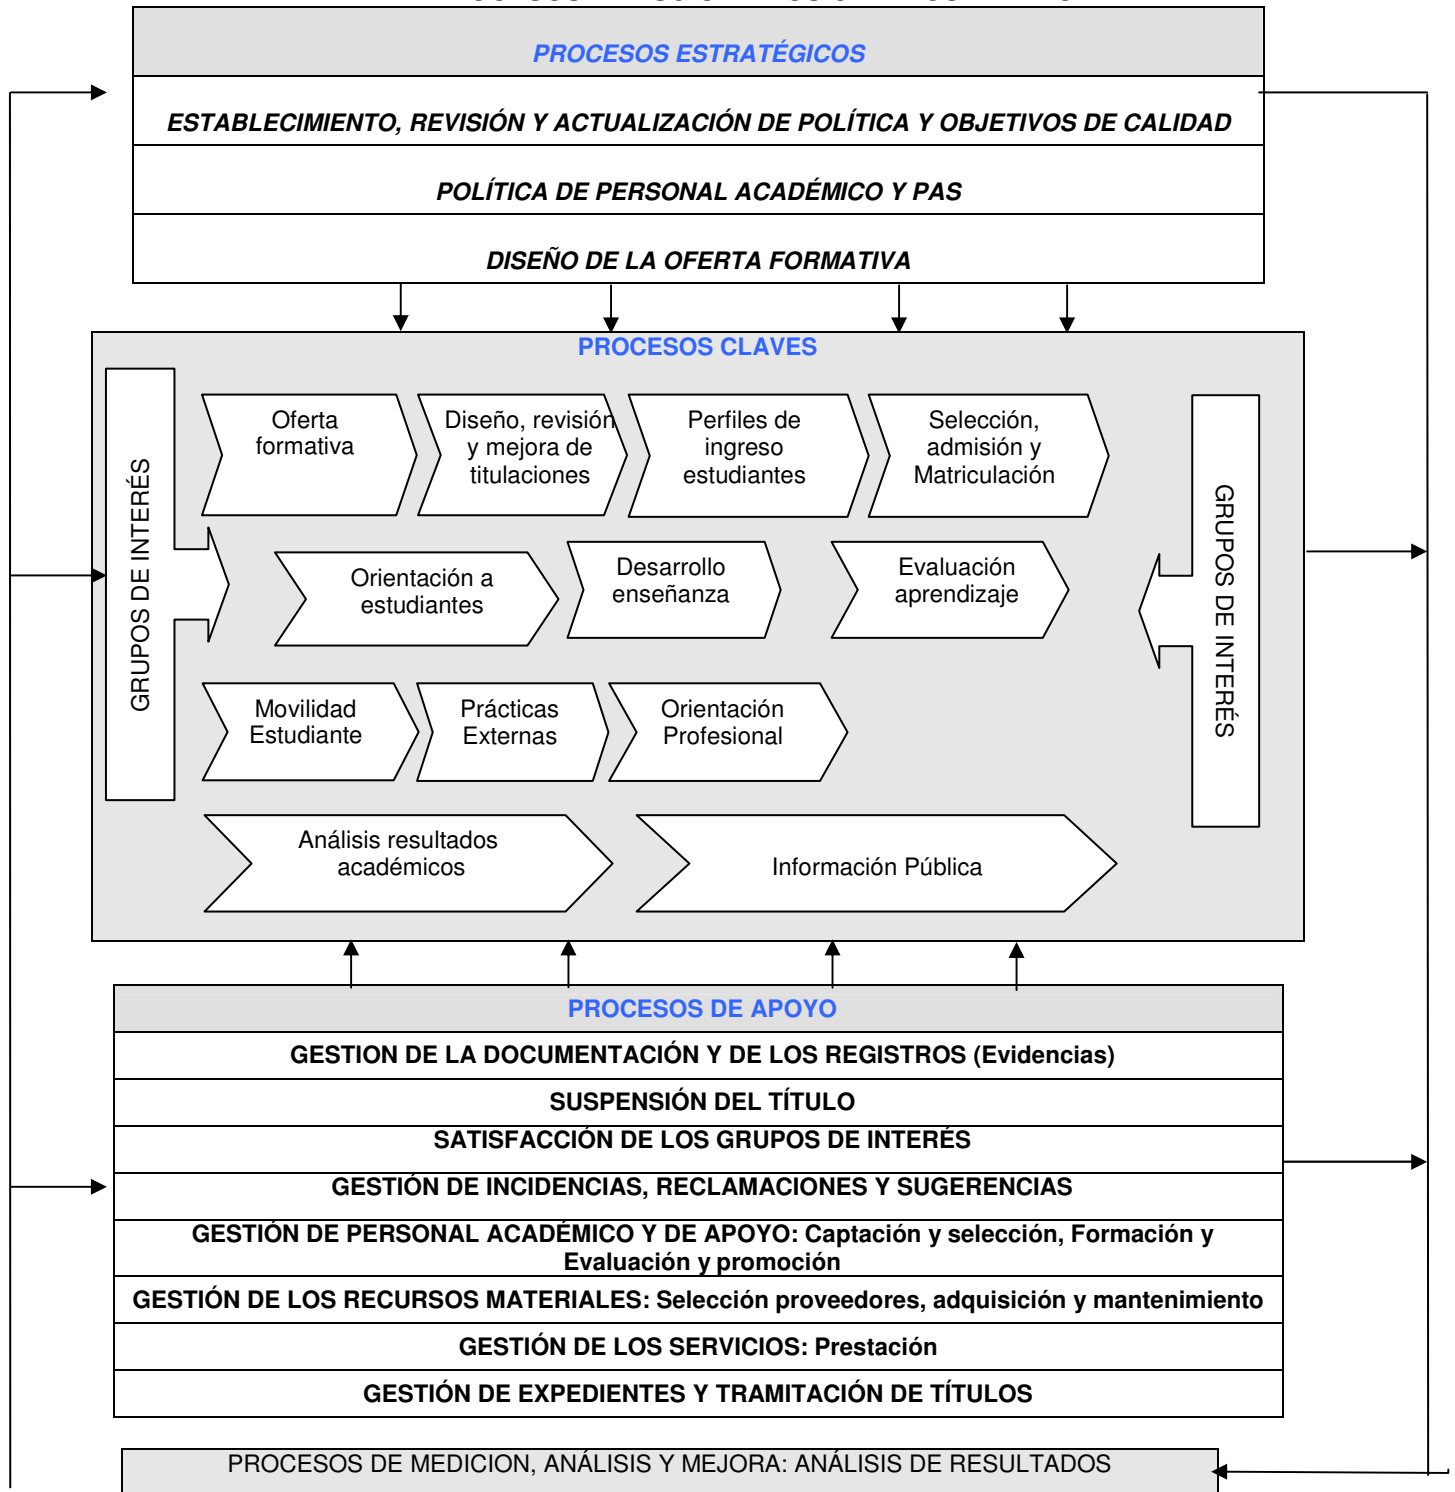 PROCESOS ESTRATÉGICOS
ESTABLECIMIENTO, REVISIÓN Y ACTUALIZACIÓN DE POLÍTICA Y OBJETIVOS DE CALIDAD
POLÍTICA DE PERSONAL ACADÉMICO Y PAS
DISEÑO DE LA OFERTA FORMATIVA
PROCESOS CLAVES
GRUPOS DE INTERÉS
Oferta
formativa
Diseño, revisión
y mejora de
titulaciones
Perfiles de
ingreso
estudiantes
Selección,
admisión y
Matriculación
GRUPOS DE INTERÉS
Orientación a
estudiantes
Desarrollo
enseñanza
Evaluación
aprendizaje
Movilidad
Estudiante
Prácticas
Externas
Orientación
Profesional
Análisis resultados
académicos
Información Pública
PROCESOS DE APOYO
GESTION DE LA DOCUMENTACIÓN Y DE LOS REGISTROS (Evidencias)
SUSPENSIÓN DEL TÍTULO
SATISFACCIÓN DE LOS GRUPOS DE INTERÉS
GESTIÓN DE INCIDENCIAS, RECLAMACIONES Y SUGERENCIAS
GESTIÓN DE PERSONAL ACADÉMICO Y DE APOYO: Captación y selección, Formación y
Evaluación y promoción
GESTIÓN DE LOS RECURSOS MATERIALES: Selección proveedores, adquisición y mantenimiento
GESTIÓN DE LOS SERVICIOS: Prestación
GESTIÓN DE EXPEDIENTES Y TRAMITACIÓN DE TÍTULOS
PROCESOS DE MEDICION, ANÁLISIS Y MEJORA: ANÁLISIS DE RESULTADOS